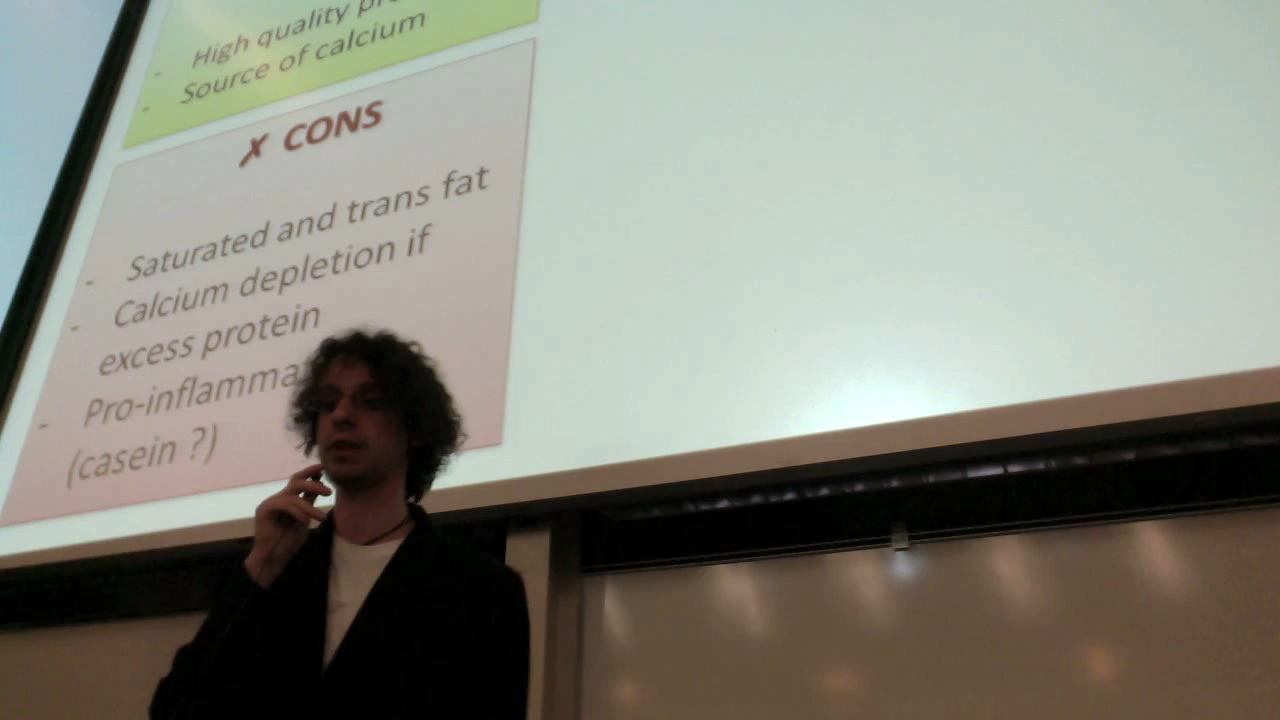 - High quality
- Source of calcium
✗ CONS
- Saturated and trans fat
- Calcium depletion if
excess protein
- Pro-inflamma
(casein ?)